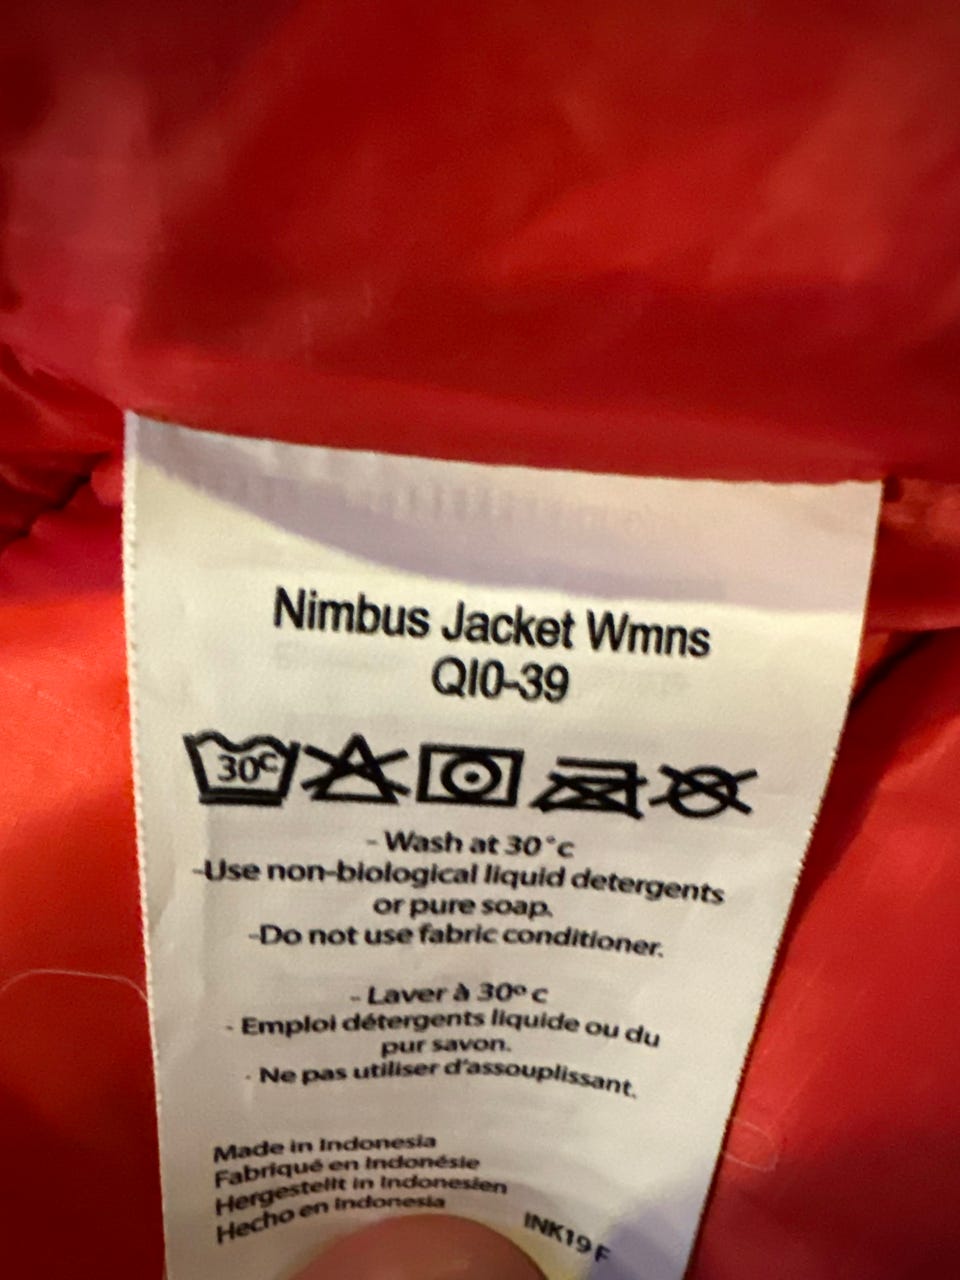 Nimbus Jacket Wmns
QI0-39
30c
- Wash at 30°c
-Use non-biological liquid detergents
or pure soap.
-Do not use fabric conditioner.
- Laver à 30º c
- Emploi détergents liquide ou du
pur savon.
- Ne pas utiliser d'assouplissant.
Made in Indonesia
Fabriqué en Indonésie
Hergestellt in Indonesien
Hecho en Indonesia
INK19 F